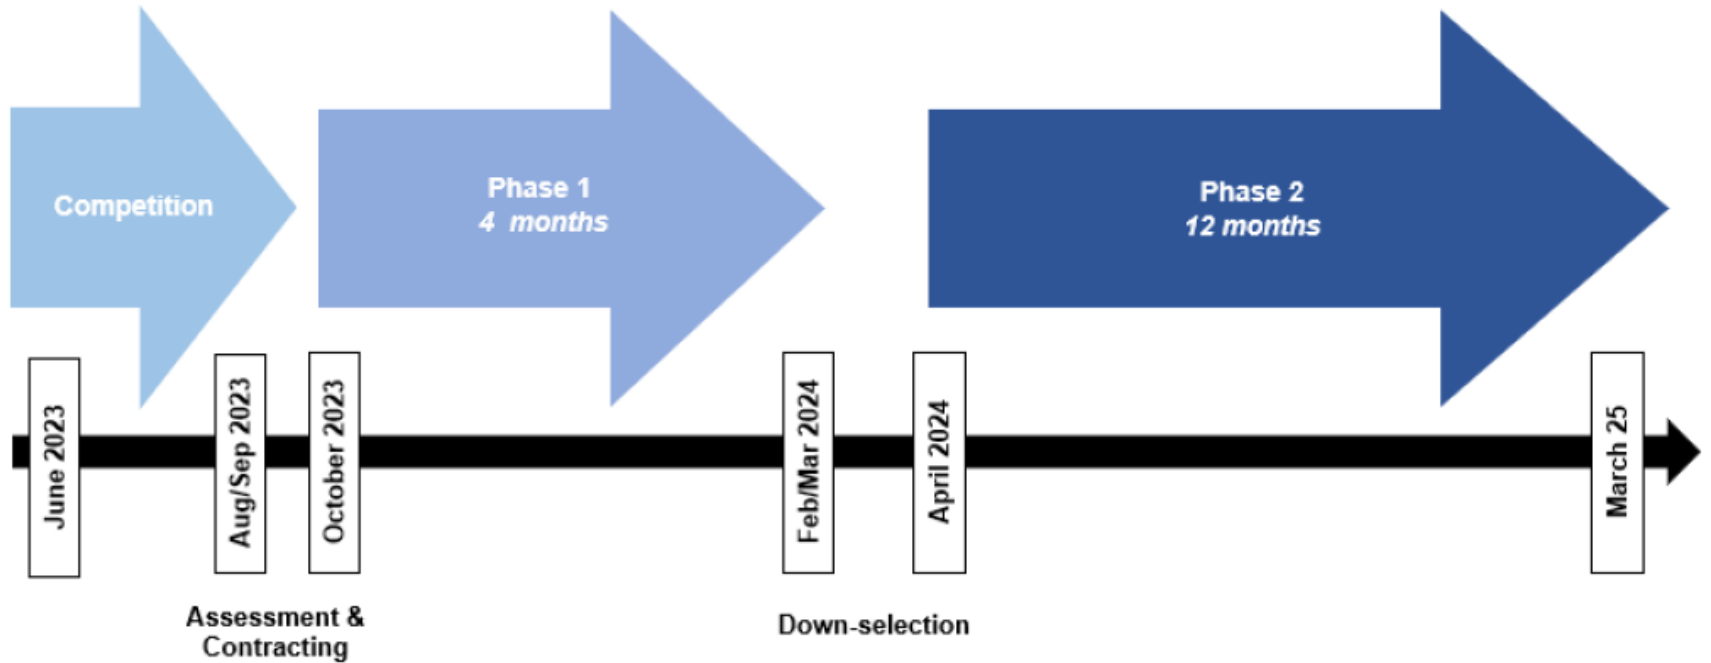 Competition
Phase 1
4 months
Phase 2
12 months
June 2023
Aug/Sep 2023
October 2023
Feb/Mar 2024
April 2024
March 25
Assessment &
Contracting
Down-selection